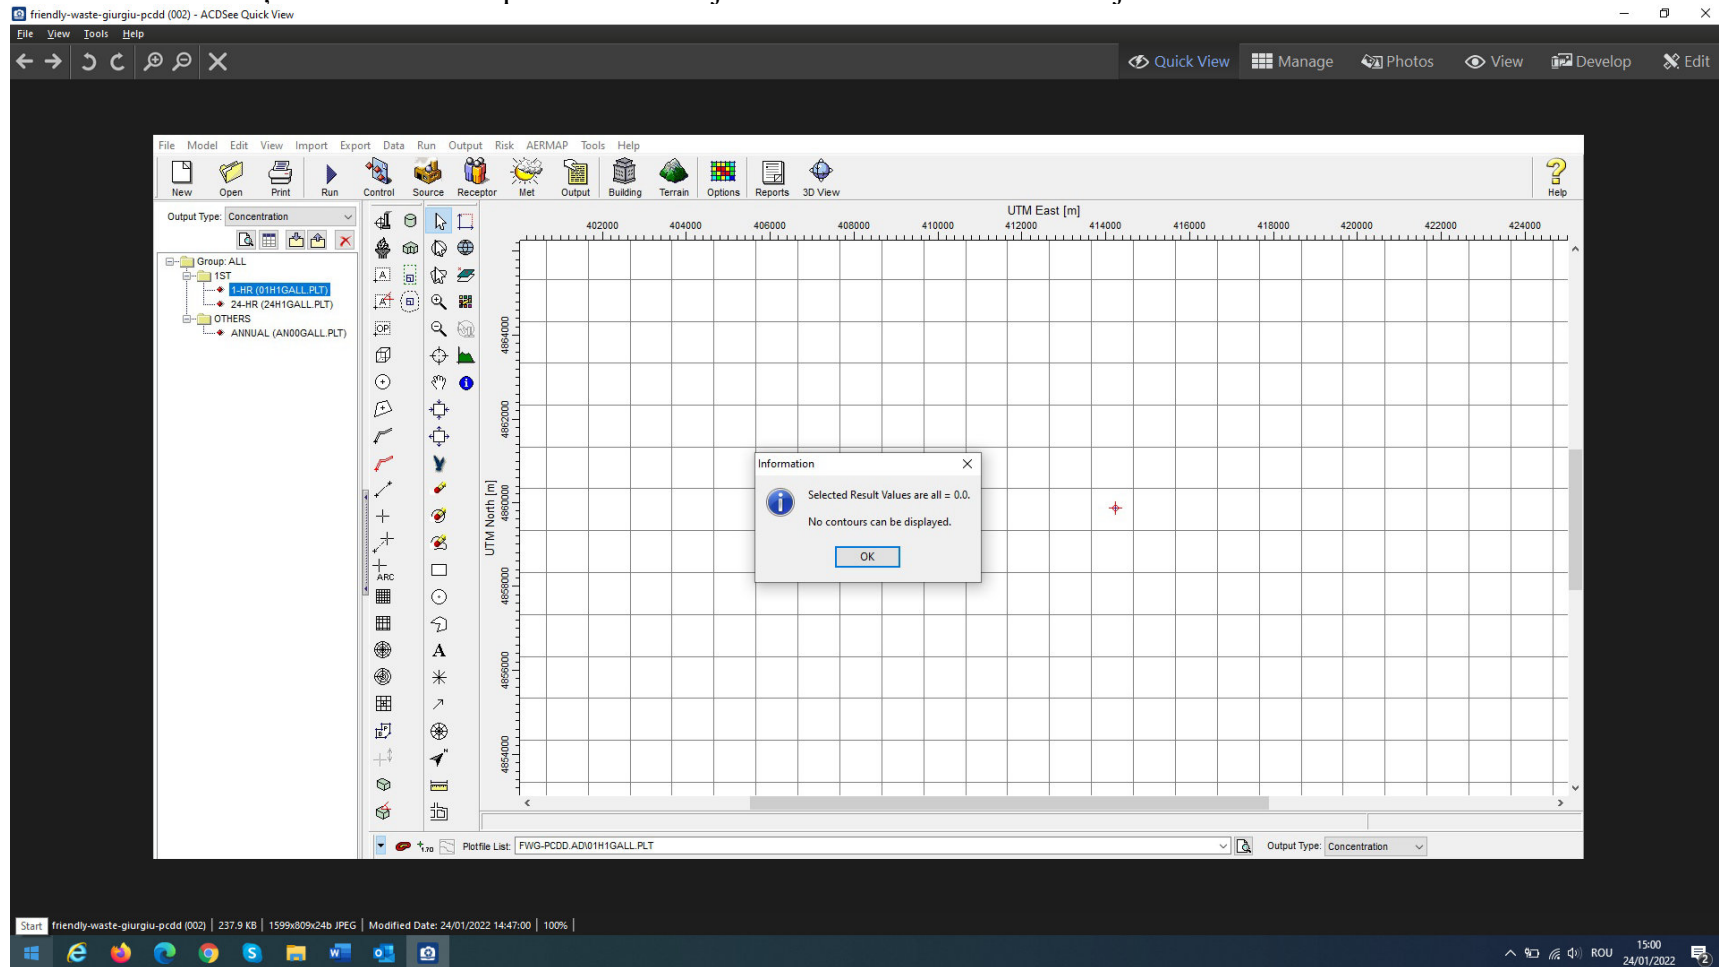 friendly-waste-giurgiu-pcdd (002) - ACDSee Quick View
File View Tools Help
Quick View Manage Photos View Develop Edit
File Model Edit View Import Export Data Run Output Risk AERMAP Tools Help
New Open Print Run Control Source Receptor Met Output Building Terrain Options Reports 3D View Help
Output Type: Concentration
Group: ALL
1ST
1-HR (01H1GALL.PLT)
24-HR (24H1GALL.PLT)
OTHERS
ANNUAL (AN00GALL.PLT)
A
A
OP
ARC
A
UTM East [m]
402000 404000 406000 408000 410000 412000 414000 416000 418000 420000 422000 424000
UTM North [m]
4864000
4862000
4860000
4858000
4856000
4854000
Information
Selected Result Values are all = 0.0.
No contours can be displayed.
OK
1.70 Plotfile List: FWG-PCDD.AD\01H1GALL.PLT Output Type: Concentration
Start friendly-waste-giurgiu-pcdd (002) | 237.9 KB | 1599x809x24b JPEG | Modified Date: 24/01/2022 14:47:00 | 100% |
ROU 15:00
24/01/2022 2